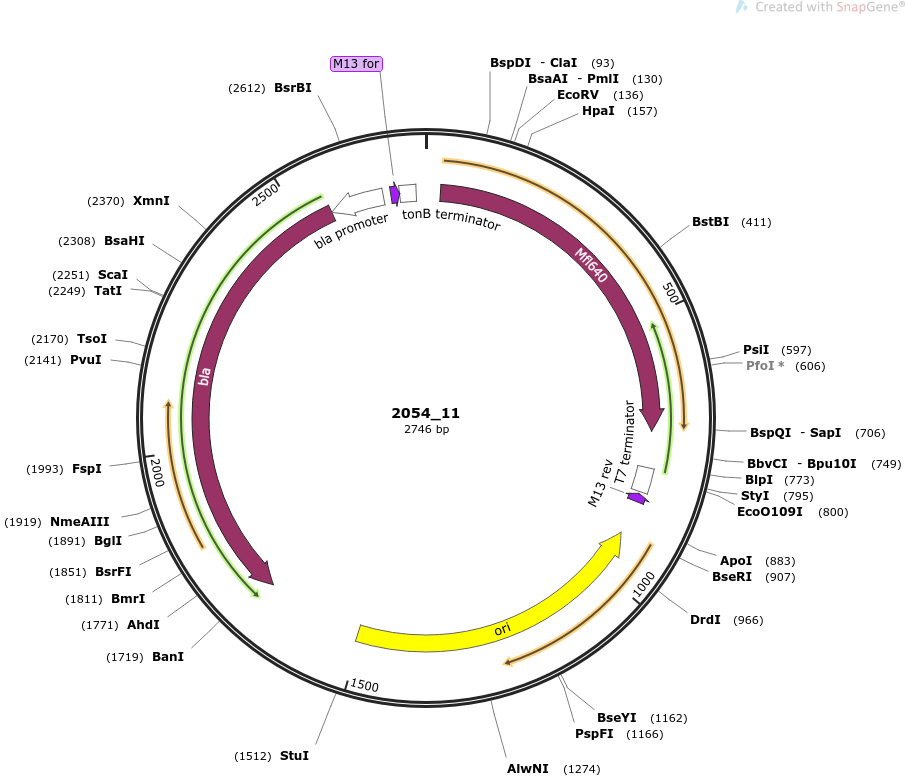 Created with SnapGene®
M13 for
(2612) BsrBI
BspDI - ClaI (93)
BsaAI - PmlI (130)
EcoRV (136)
HpaI (157)
2500
(2370) XmnI
bla promoter
tonB terminator
BstBI (411)
(2308) BsaHI
Mfl640
(2251) ScaI
(2249) TatI
500
(2170) TsoI
(2141) PvuI
PsiI (597)
PfoI * (606)
bla
2054_11
2746 bp
BspQI - SapI (706)
T7 terminator
M13 rev
(1993) FspI
2000
BbvCI - Bpu10I (749)
BlpI (773)
StyI (795)
EcoO109I (800)
(1919) NmeAIII
(1891) BglI
(1851) BsrFI
ApoI (883)
BseRI (907)
1000
(1811) BmrI
(1771) AhdI
DrdI (966)
ori
(1719) BanI
1500
BseYI (1162)
PspFI (1166)
(1512) StuI
AlwNI (1274)